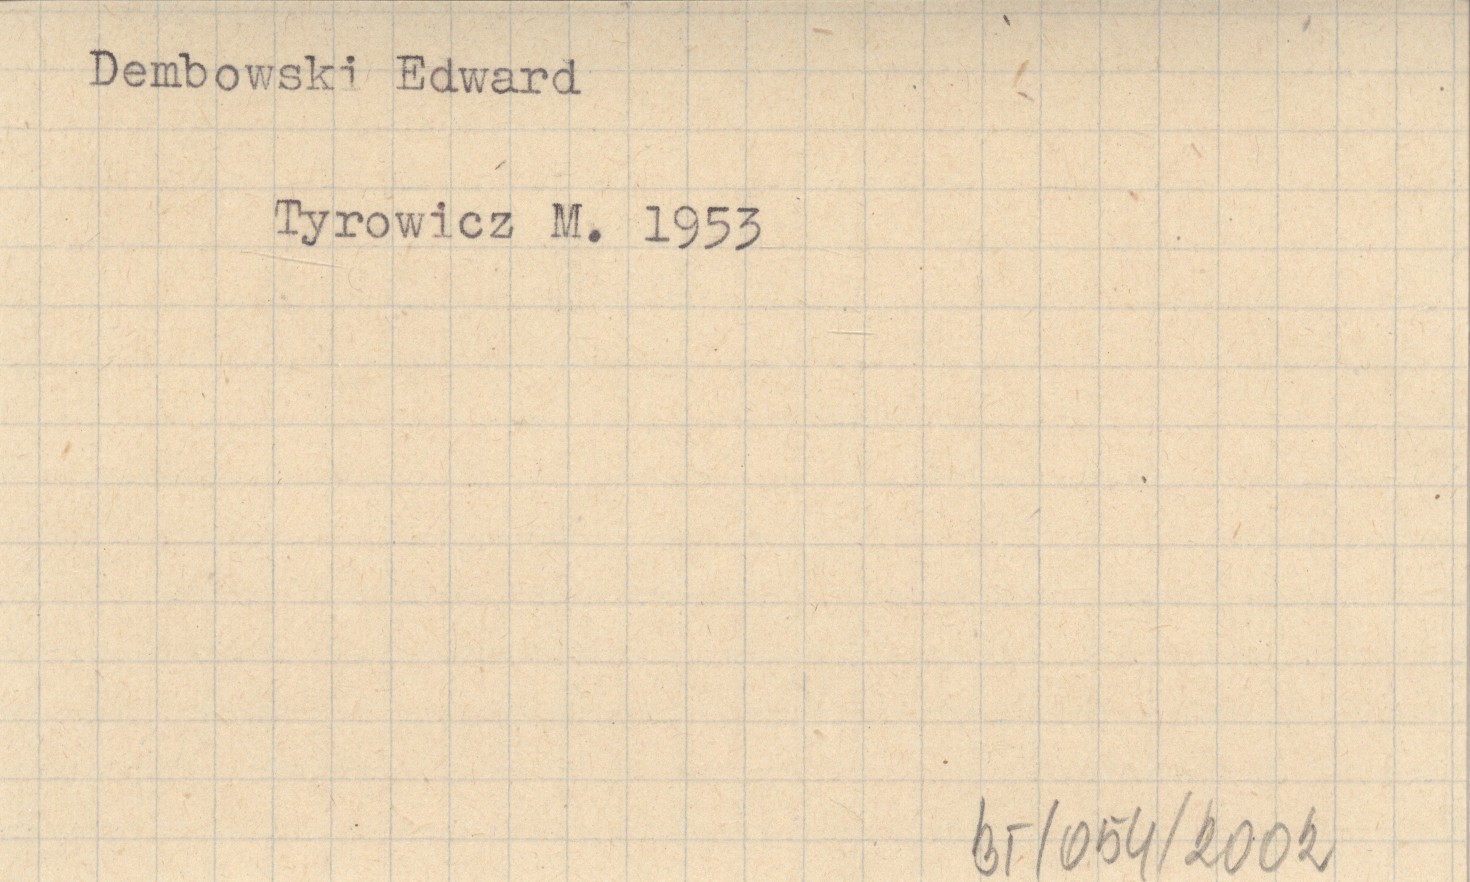 Dembowski Edward
Tyrowicz M. 1953
BT/054/2002